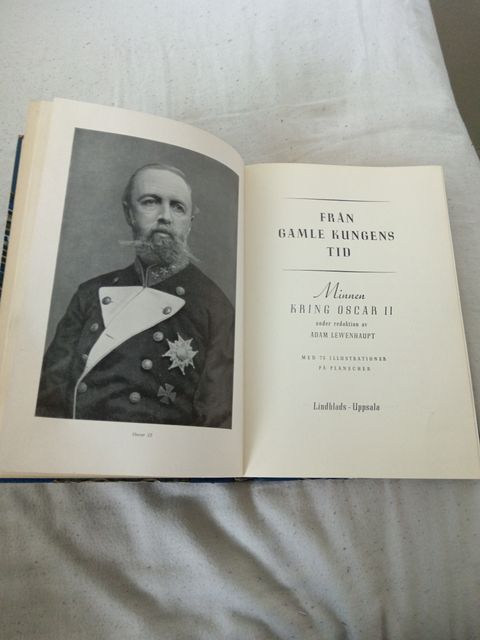 Oscar II
FRÅN
GAMLE KUNGENS
TID
Minnen
KRING OSCAR II
under redaktion av
ADAM LEWENHAUPT
MED 75 ILLUSTRATIONER
PÅ PLANSCHER
Lindblads - Uppsala